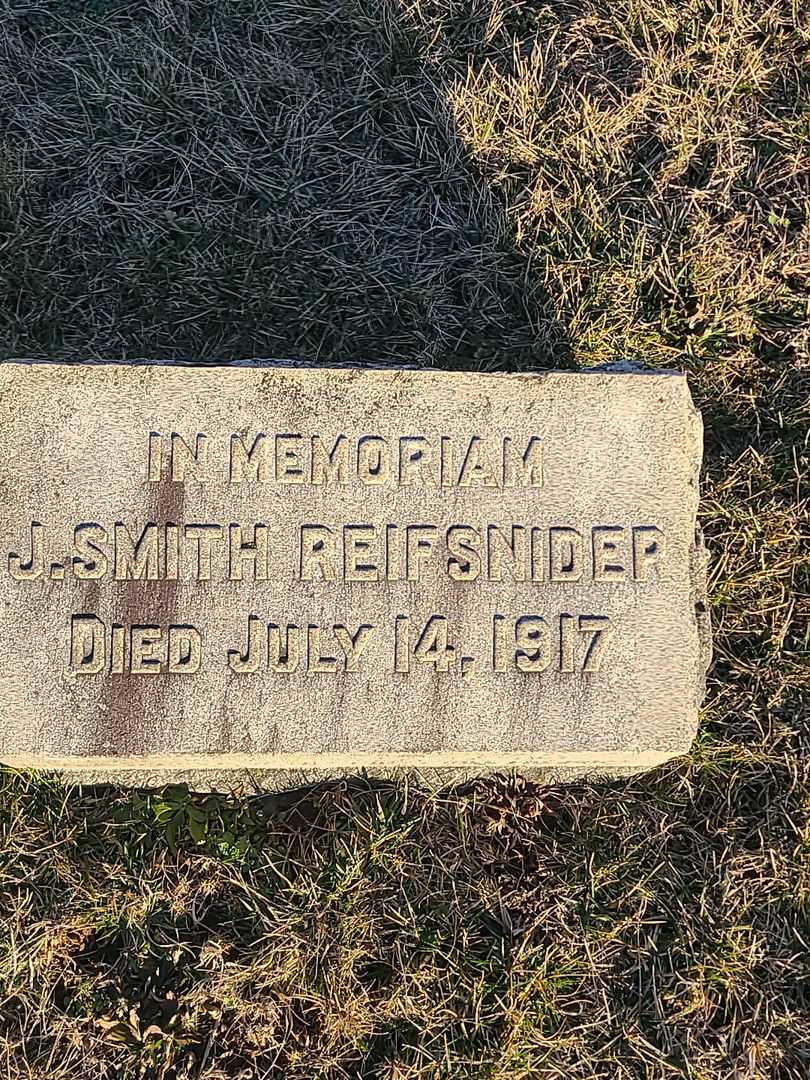 IN MEMORIAM
J. SMITH REIFSNIDER
DIED JULY 14, 1917